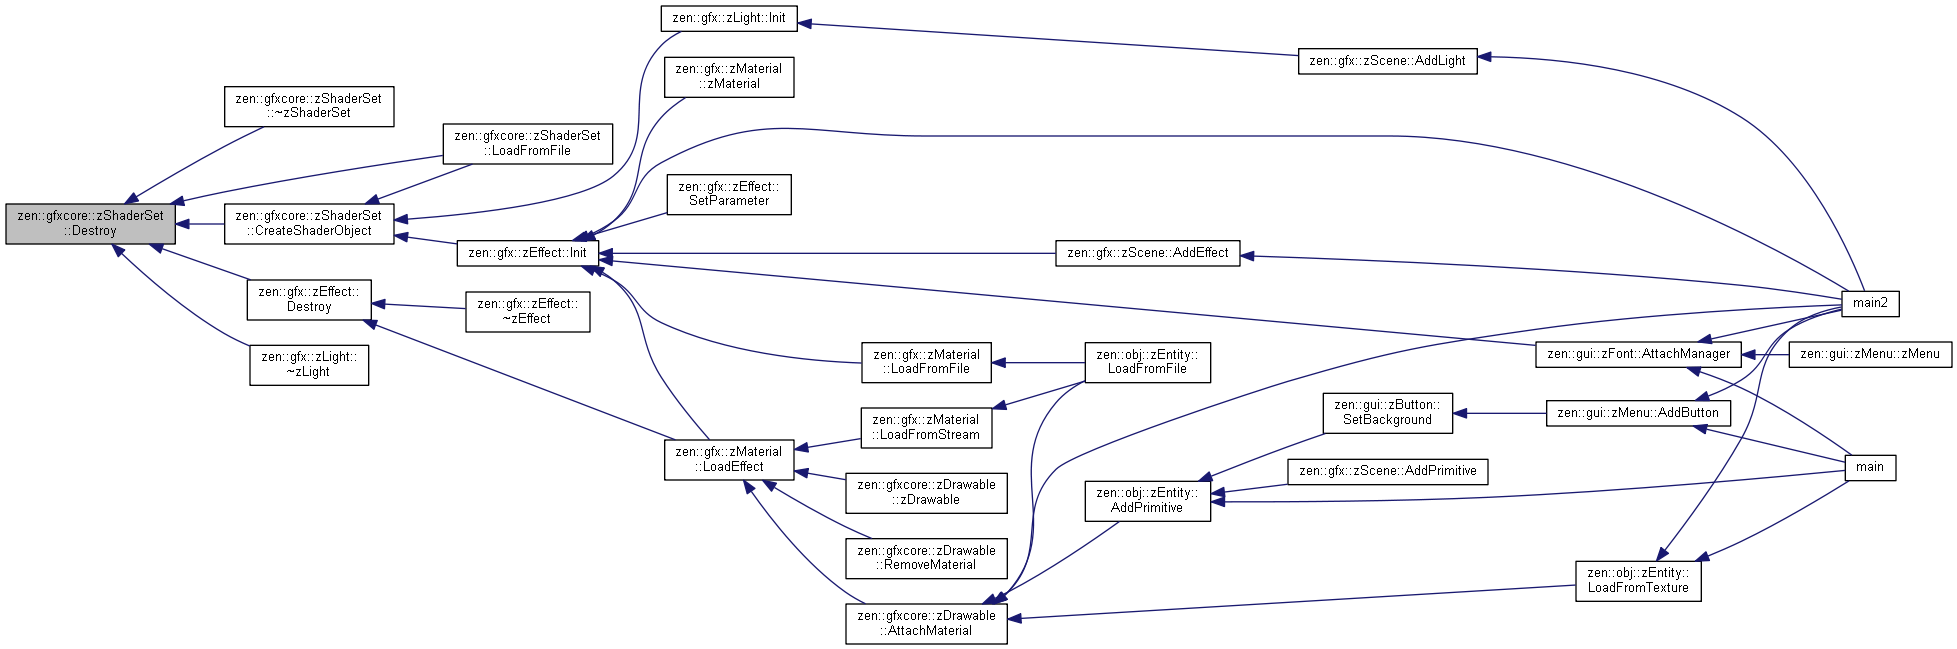 zen::gfxcore::zShaderSet
::Destroy
zen::gfxcore::zShaderSet
::~zShaderSet
zen::gfxcore::zShaderSet
::LoadFromFile
zen::gfxcore::zShaderSet
::CreateShaderObject
zen::gfx::zEffect::
Destroy
zen::gfx::zLight::
~zLight
zen::gfx::zEffect::Init
zen::gfx::zEffect::
~zEffect
zen::gfx::zLight::Init
zen::gfx::zMaterial
::zMaterial
zen::gfx::zEffect::
SetParameter
zen::gfx::zMaterial
::LoadEffect
zen::gfx::zMaterial
::LoadFromFile
zen::gfx::zMaterial
::LoadFromStream
zen::gfxcore::zDrawable
::zDrawable
zen::gfxcore::zDrawable
::RemoveMaterial
zen::gfxcore::zDrawable
::AttachMaterial
zen::gfx::zScene::AddEffect
zen::obj::zEntity::
LoadFromFile
zen::obj::zEntity::
AddPrimitive
zen::gfx::zScene::AddLight
zen::gui::zButton::
SetBackground
zen::gfx::zScene::AddPrimitive
zen::gui::zFont::AttachManager
zen::gui::zMenu::AddButton
zen::obj::zEntity::
LoadFromTexture
main2
zen::gui::zMenu::zMenu
main